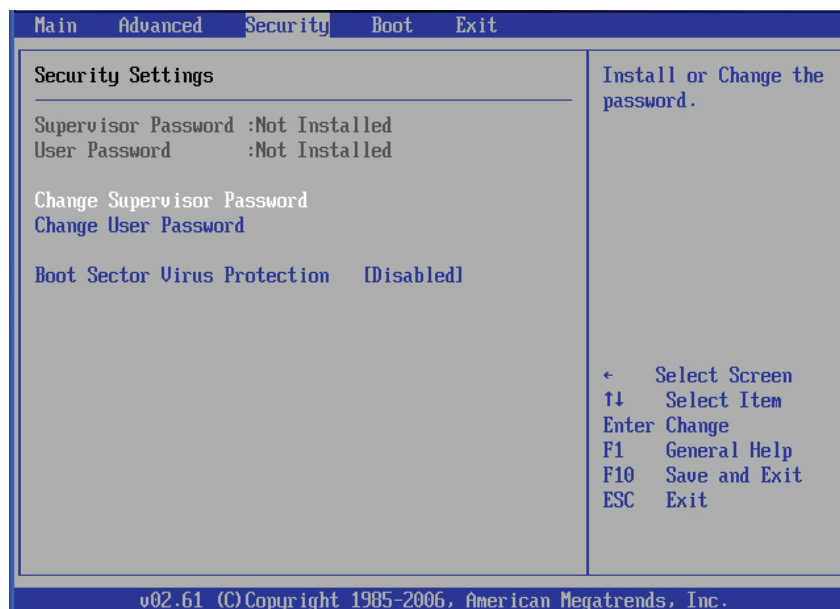 Main Advanced Security Boot Exit
Security Settings
Supervisor Password :Not Installed
User Password :Not Installed
Change Supervisor Password
Change User Password
Boot Sector Virus Protection [Disabled]
Install or Change the
password.
← Select Screen
↑↓ Select Item
Enter Change
F1 General Help
F10 Save and Exit
ESC Exit
v02.61 (C)Copyright 1985-2006, American Megatrends, Inc.